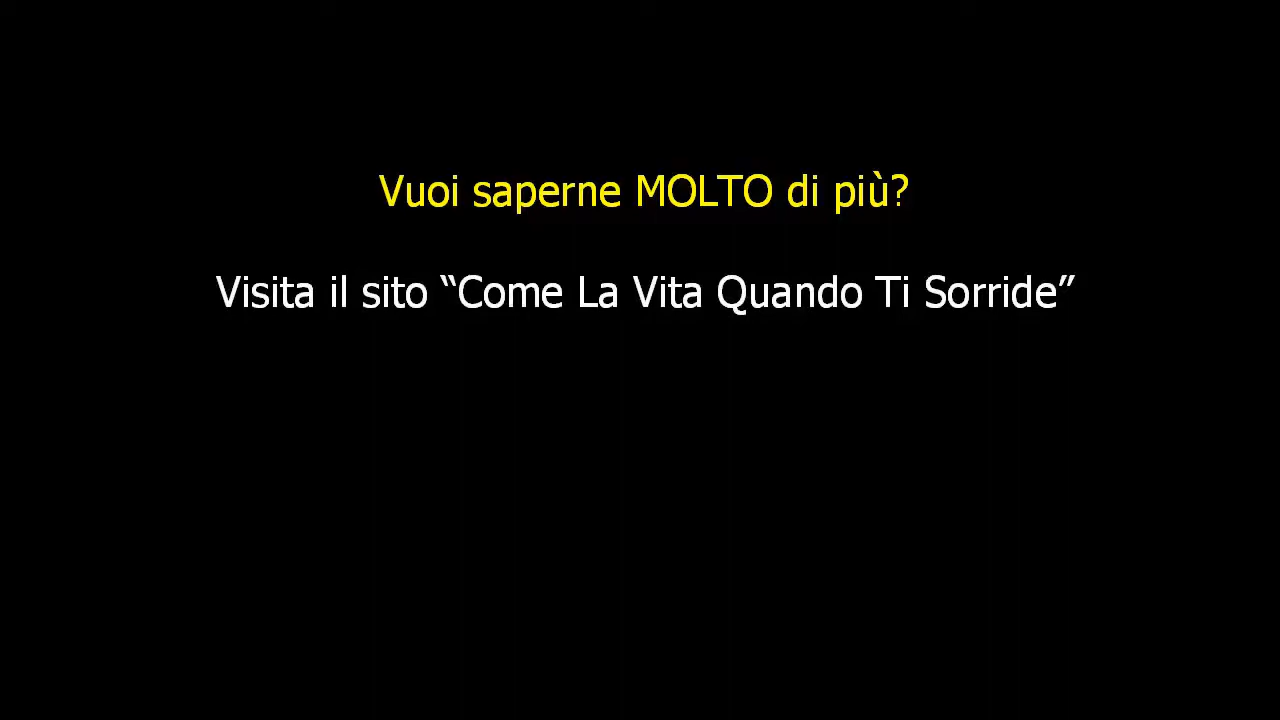 Vuoi saperne MOLTO di più?
Visita il sito “Come La Vita Quando Ti Sorride”